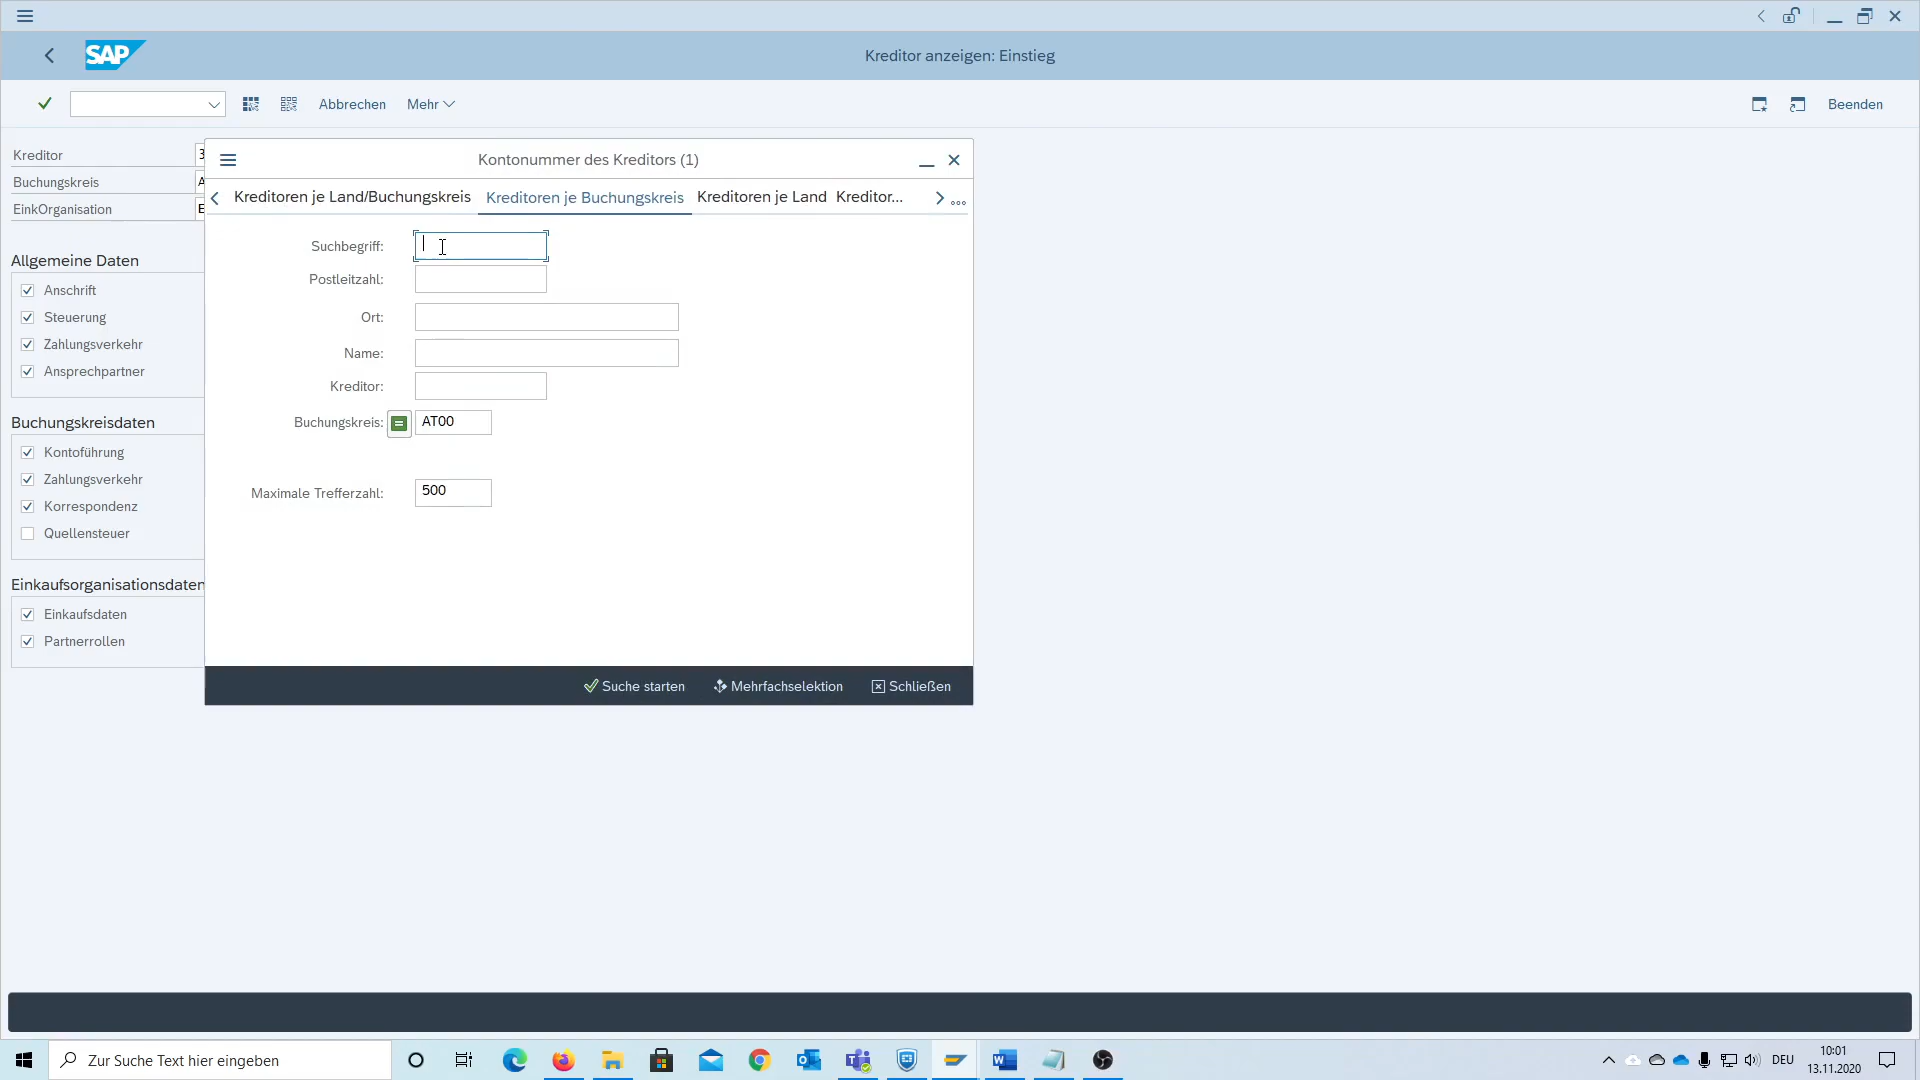 SAP
Kreditor anzeigen: Einstieg
Abbrechen
Mehr
Beenden
Kreditor
3
Buchungskreis
A
EinkOrganisation
E
Allgemeine Daten
Anschrift
Steuerung
Zahlungsverkehr
Ansprechpartner
Buchungskreisdaten
Kontoführung
Zahlungsverkehr
Korrespondenz
Quellensteuer
Einkaufsorganisationsdaten
Einkaufsdaten
Partnerrollen
Kontonummer des Kreditors (1)
Kreditoren je Land/Buchungskreis
Kreditoren je Buchungskreis
Kreditoren je Land
Kreditor...
Suchbegriff:
Postleitzahl:
Ort:
Name:
Kreditor:
Buchungskreis:
AT00
Maximale Trefferzahl:
500
Suche starten
Mehrfachselektion
Schließen
Zur Suche Text hier eingeben
DEU
10:01
13.11.2020